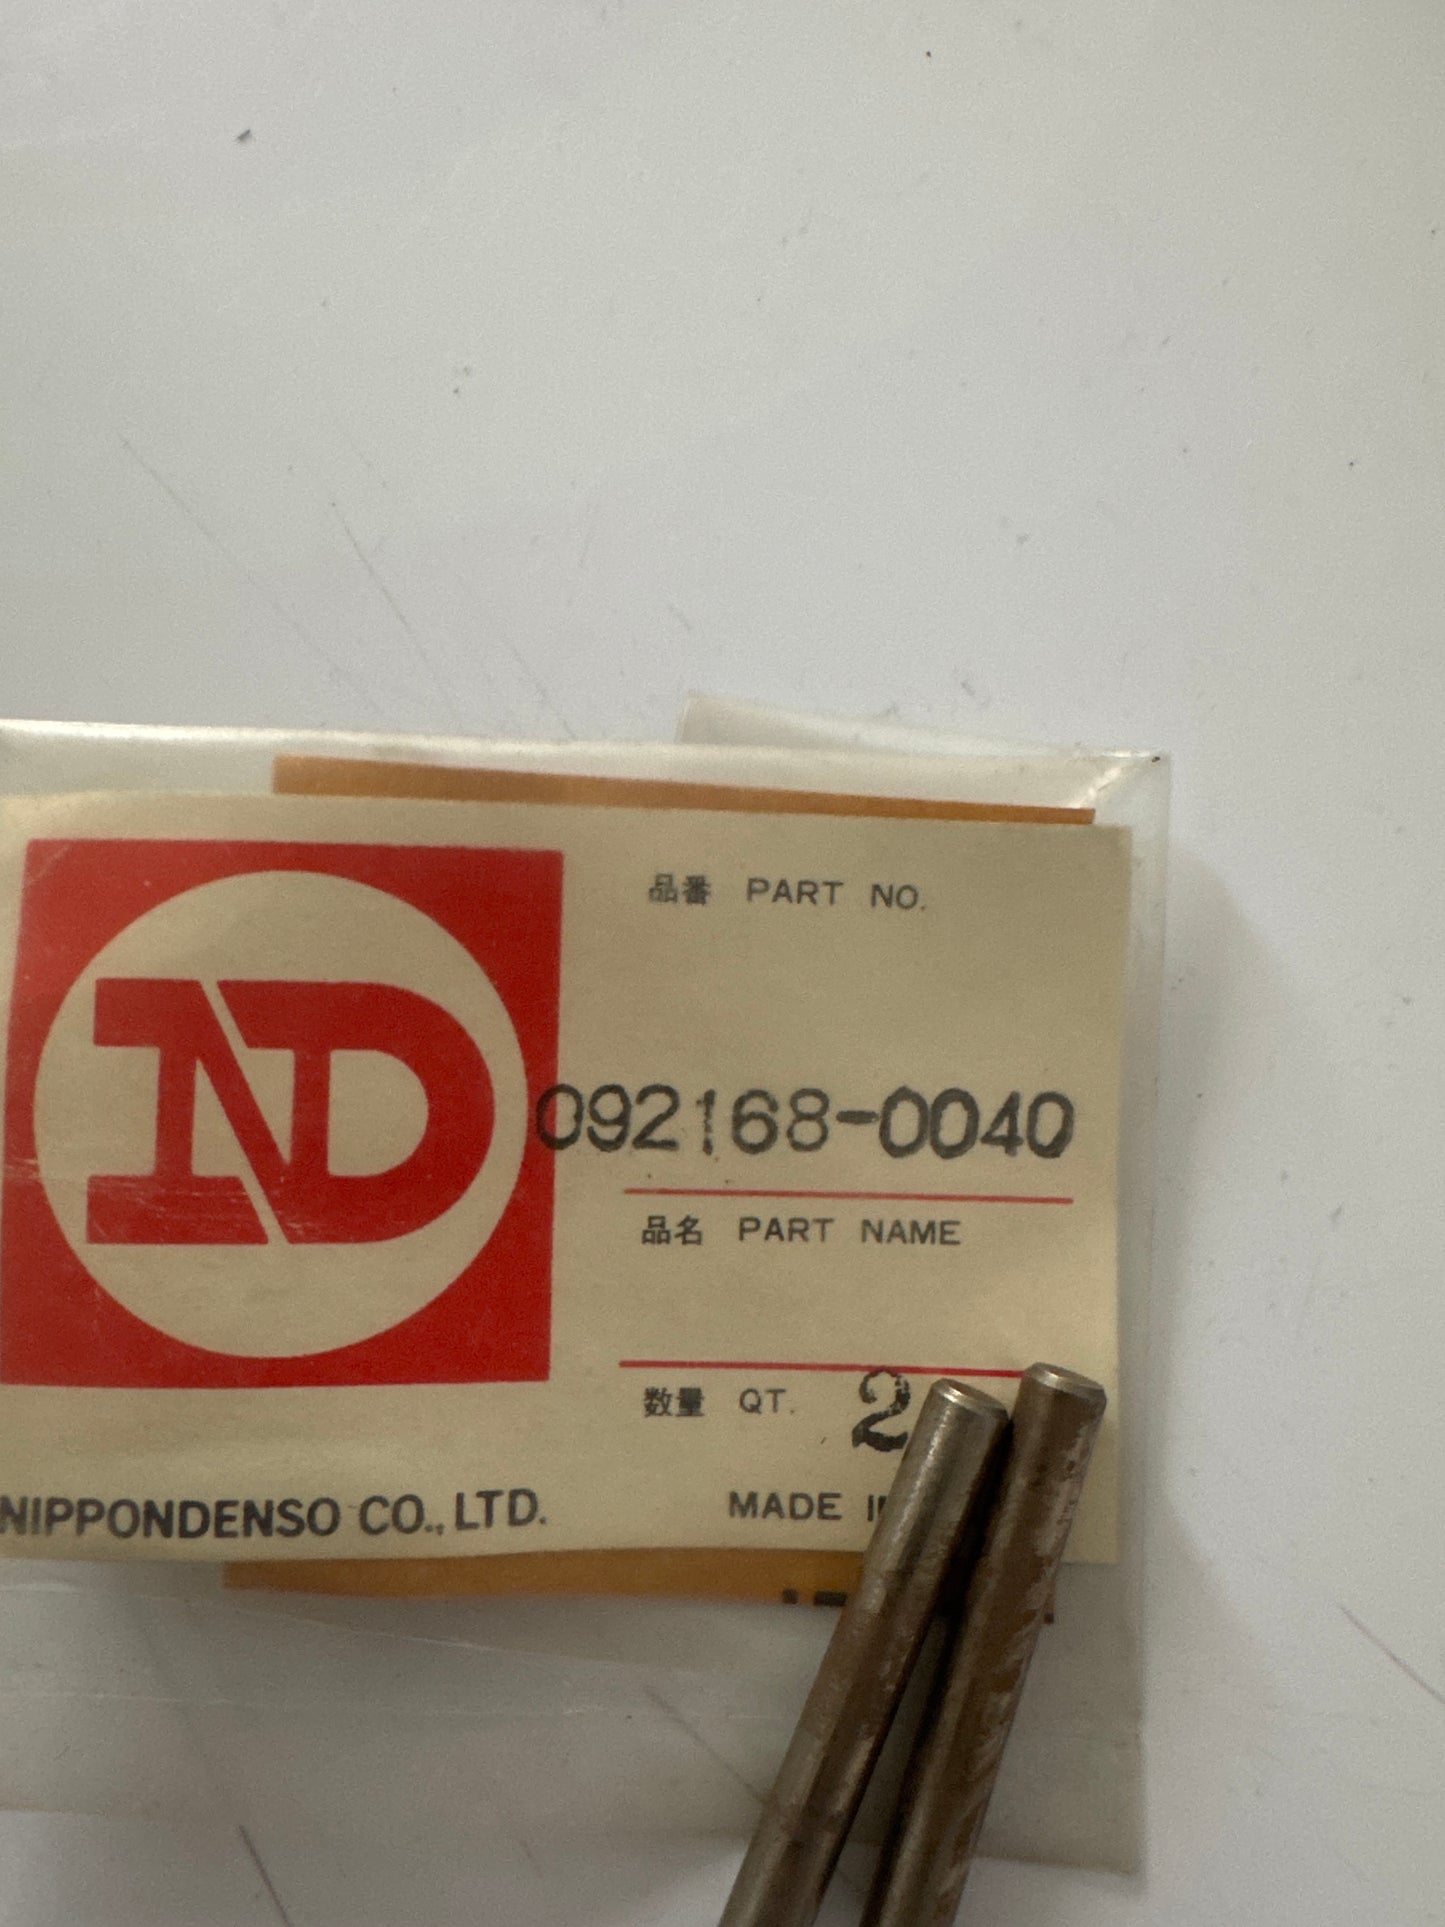 品番 PART NO.
ND
092168-0040
品名 PART NAME
数量 QT. 2
NIPPONDENSO CO., LTD.
MADE